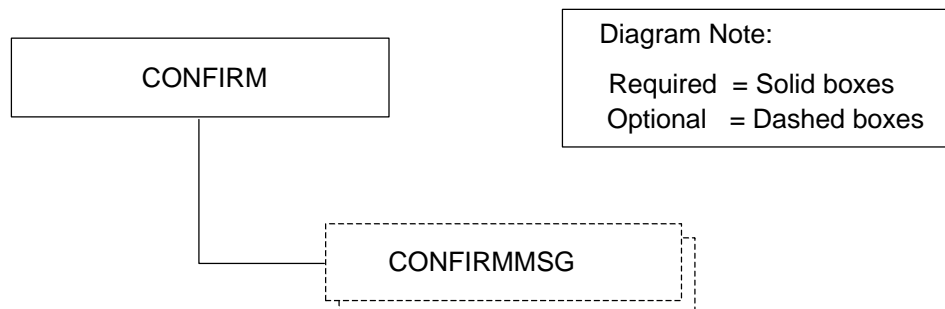 CONFIRM
Diagram Note:
Required = Solid boxes
Optional = Dashed boxes
CONFIRMMSG